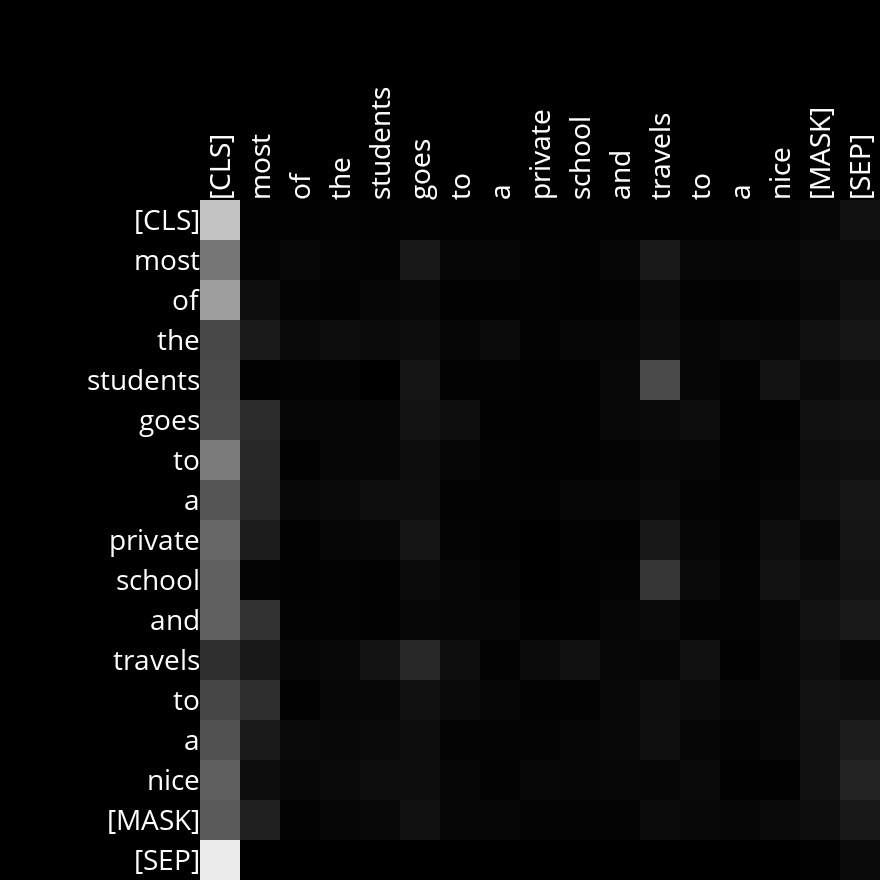 [CLS] most of the students goes to a private school and travels to a nice [MASK] [SEP]
[CLS]
most
of
the
students
goes
to
a
private
school
and
travels
to
a
nice
[MASK]
[SEP]